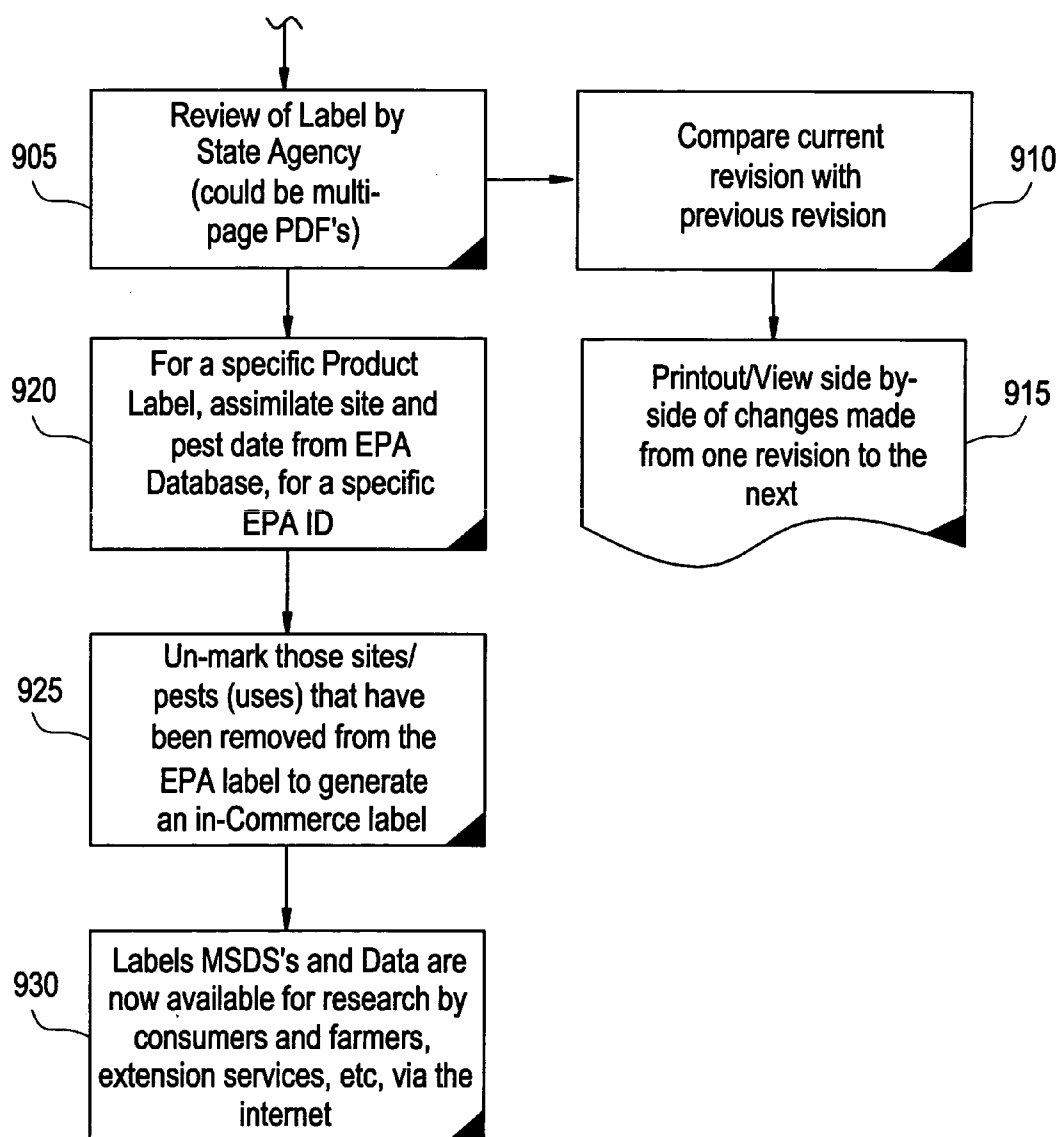 905
Review of Label by
State Agency
(could be multi-
page PDF's)
Compare current
revision with
previous revision
910
920
For a specific Product
Label, assimilate site and
pest date from EPA
Database, for a specific
EPA ID
Printout/View side by-
side of changes made
from one revision to the
next
915
925
Un-mark those sites/
pests (uses) that have
been removed from the
EPA label to generate
an in-Commerce label
930
Labels MSDS's and Data are
now available for research by
consumers and farmers,
extension services, etc, via the
internet